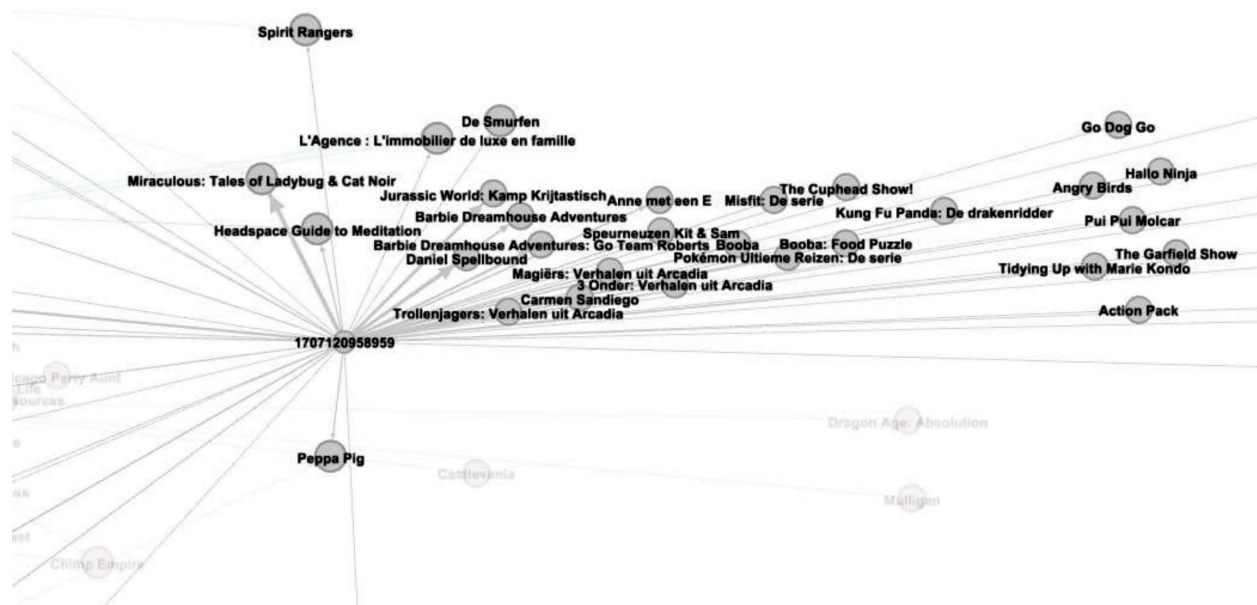 Spirit Rangers
De Smurfen
Go Dog Go
L'Agence : L'immobilier de luxe en famille
Hallo Ninja
Miraculous: Tales of Ladybug & Cat Noir
Angry Birds
The Cuphead Show!
Jurassic World: Kamp Krijtastisch
Anne met een E
Misfit: De serie
Kung Fu Panda: De drakenridder
Barbie Dreamhouse Adventures
Pui Pui Molcar
Headspace Guide to Meditation
Speurneuzen Kit & Sam
Barbie Dreamhouse Adventures: Go Team Roberts
Booba
Booba: Food Puzzle
The Garfield Show
Daniel Spellbound
Pokémon Ultieme Reizen: De serie
Tidying Up with Marie Kondo
Magiërs: Verhalen uit Arcadia
3 Onder: Verhalen uit Arcadia
Carmen Sandiego
Trollenjagers: Verhalen uit Arcadia
Action Pack
1707120958959
Party Aunt
Dragon Age: Absolution
Peppa Pig
Castlevania
Mulligan
Chimp Empire